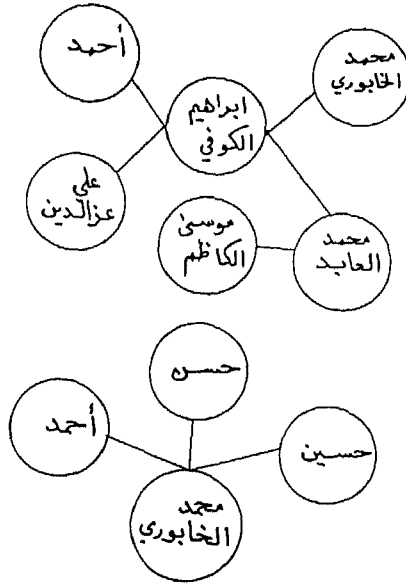 أحمد
محمد
الخابوري
ابراهيم
الكوفي
علي
عزالدين
موسىٰ
الكاظم
محمد
العابد
حسن
أحمد
حسين
محمد
الخابوري